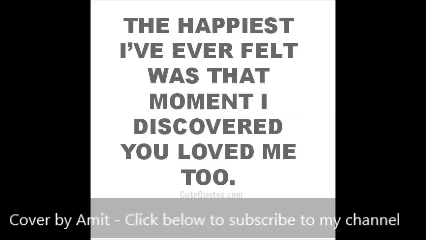 THE HAPPIEST
I'VE EVER FELT
WAS THAT
MOMENT I
DISCOVERED
YOU LOVED ME
TOO.
CuteQuotez.com
Cover by Amit - Click below to subscribe to my channel